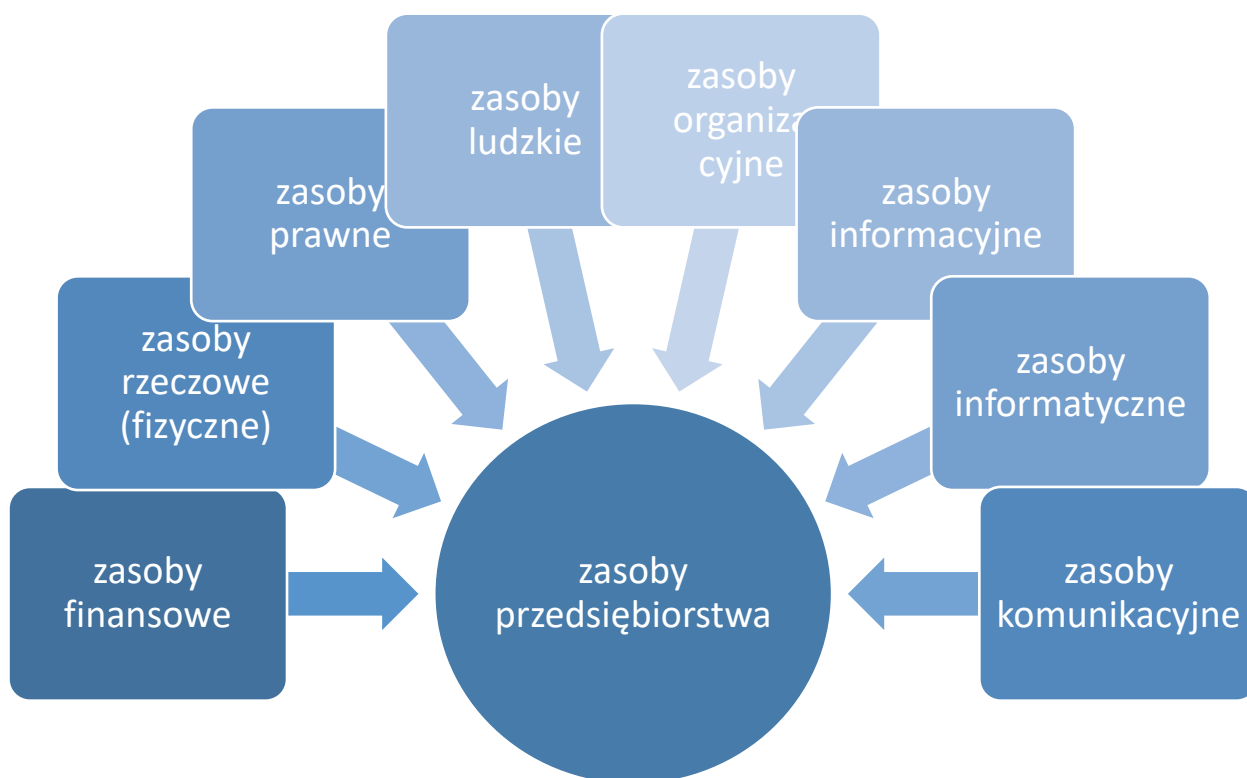 zasoby
finansowe
zasoby
rzeczowe
(fizyczne)
zasoby
prawne
zasoby
ludzkie
zasoby
organiza
cyjne
zasoby
informacyjne
zasoby
informatyczne
zasoby
komunikacyjne
zasoby
przedsiębiorstwa